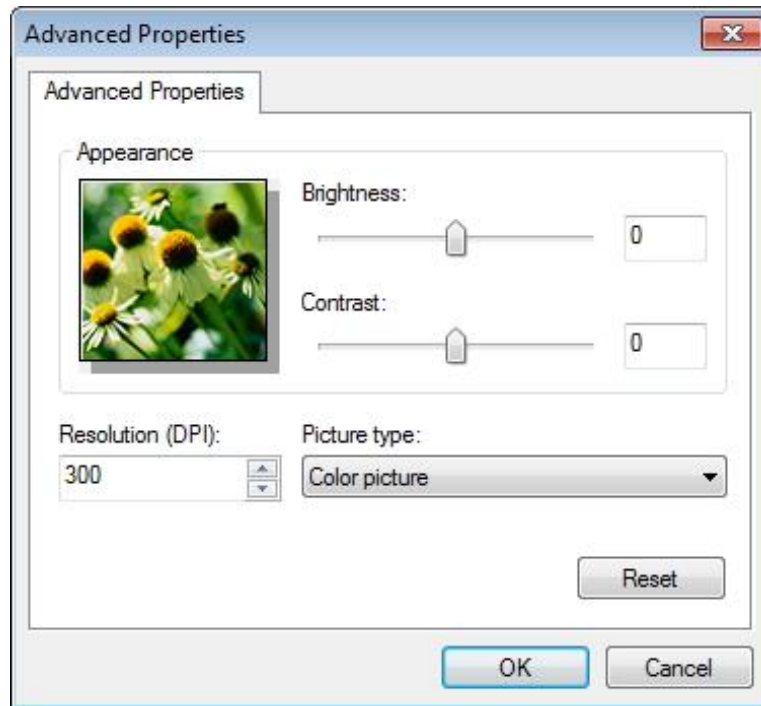 Advanced Properties
Advanced Properties
Appearance
Brightness:
0
Contrast:
0
Resolution (DPI):
Picture type:
300
Color picture
Reset
OK
Cancel